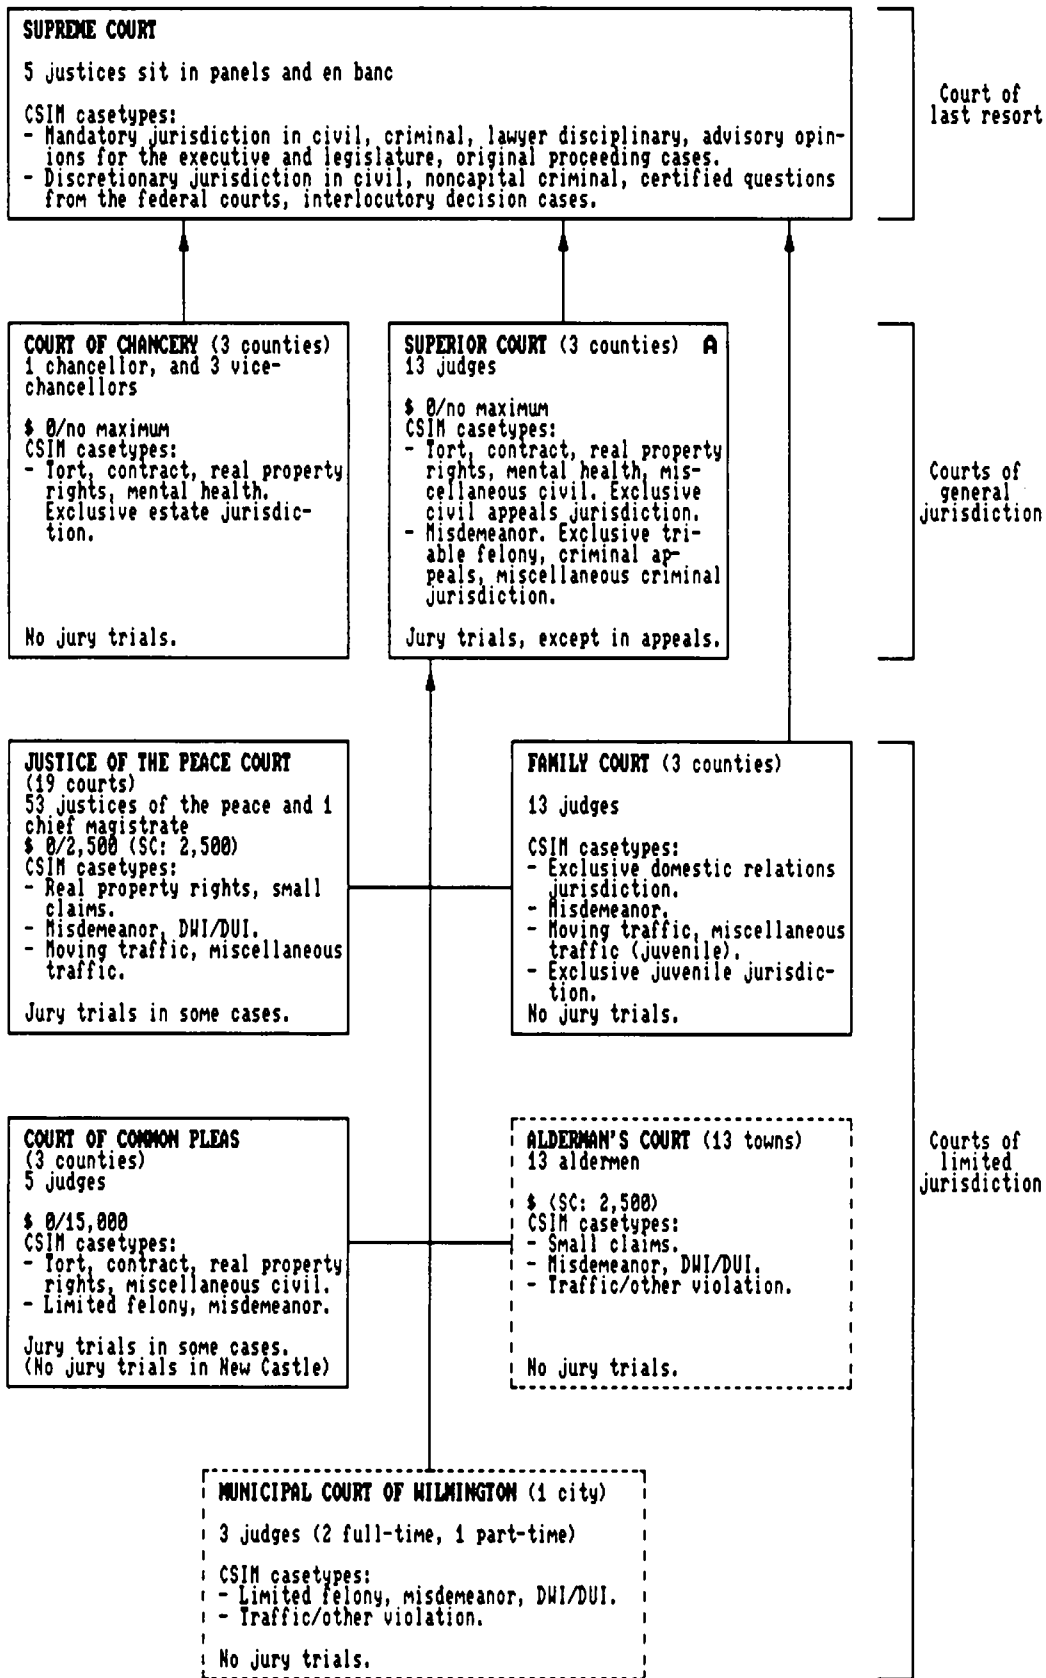 SUPREME COURT
5 justices sit in panels and en banc
CSIM casetypes:
- Mandatory jurisdiction in civil, criminal, lawyer disciplinary, advisory opin-
ions for the executive and legislature, original proceeding cases.
- Discretionary jurisdiction in civil, noncapital criminal, certified questions
from the federal courts, interlocutory decision cases.
Court of
last resort
COURT OF CHANCERY (3 counties)
1 chancellor, and 3 vice-
chancellors
$ 0/no maximum
CSIM casetypes:
- Tort, contract, real property
rights, mental health.
Exclusive estate jurisdic-
tion.
No jury trials.
SUPERIOR COURT (3 counties) A
13 judges
$ 0/no maximum
CSIM casetypes:
- Tort, contract, real property
rights, mental health, mis-
cellaneous civil. Exclusive
civil appeals jurisdiction.
- Misdemeanor. Exclusive tri-
able felony, criminal ap-
peals, miscellaneous criminal
jurisdiction.
Jury trials, except in appeals.
Courts of
general
jurisdiction
JUSTICE OF THE PEACE COURT
(19 courts)
53 justices of the peace and 1
chief magistrate
$ 0/2,500 (SC: 2,500)
CSIM casetypes:
- Real property rights, small
claims.
- Misdemeanor, DWI/DUI.
- Moving traffic, miscellaneous
traffic.
Jury trials in some cases.
FAMILY COURT (3 counties)
13 judges
CSIM casetypes:
- Exclusive domestic relations
jurisdiction.
- Misdemeanor.
- Moving traffic, miscellaneous
traffic (juvenile).
- Exclusive juvenile jurisdic-
tion.
No jury trials.
COURT OF COMMON PLEAS
(3 counties)
5 judges
$ 0/15,000
CSIM casetypes:
- Tort, contract, real property
rights, miscellaneous civil.
- Limited felony, misdemeanor.
Jury trials in some cases.
(No jury trials in New Castle)
ALDERMAN'S COURT (13 towns)
13 aldermen
$ (SC: 2,500)
CSIM casetypes:
- Small claims.
- Misdemeanor, DWI/DUI.
- Traffic/other violation.
No jury trials.
Courts of
limited
jurisdiction
MUNICIPAL COURT OF WILMINGTON (1 city)
3 judges (2 full-time, 1 part-time)
CSIM casetypes:
- Limited felony, misdemeanor, DWI/DUI.
- Traffic/other violation.
No jury trials.